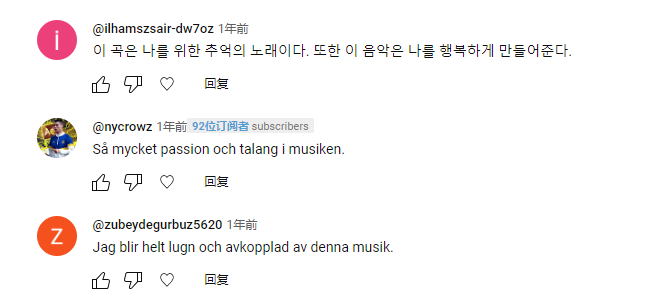 @ilhamszsair-dw7oz 1年前
이 곡은 나를 위한 추억의 노래이다. 또한 이 음악은 나를 행복하게 만들어준다.
回复
@nycrowz 1年前 92位订阅者 subscribers
Så mycket passion och talang i musiken.
回复
@zubeydegurbuz5620 1年前
Jag blir helt lugn och avkopplad av denna musik.
回复